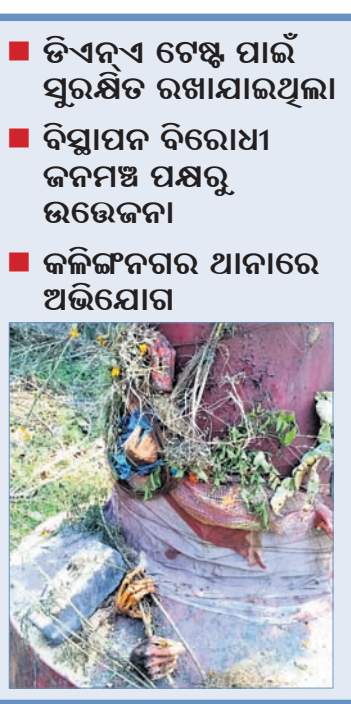 ଡିଏନ୍ଏ ଟେଷ୍ଟ ପାଇଁ
ସୁରକ୍ଷିତ ରଖାଯାଇଥିଲା
ବିସ୍ଥାପନ ବିରୋଧୀ
ଜନମଞ୍ଚ ପକ୍ଷରୁ
ଉତ୍ତେଜନା
କଳିଙ୍ଗନଗର ଥାନାରେ
ଅଭିଯୋଗ